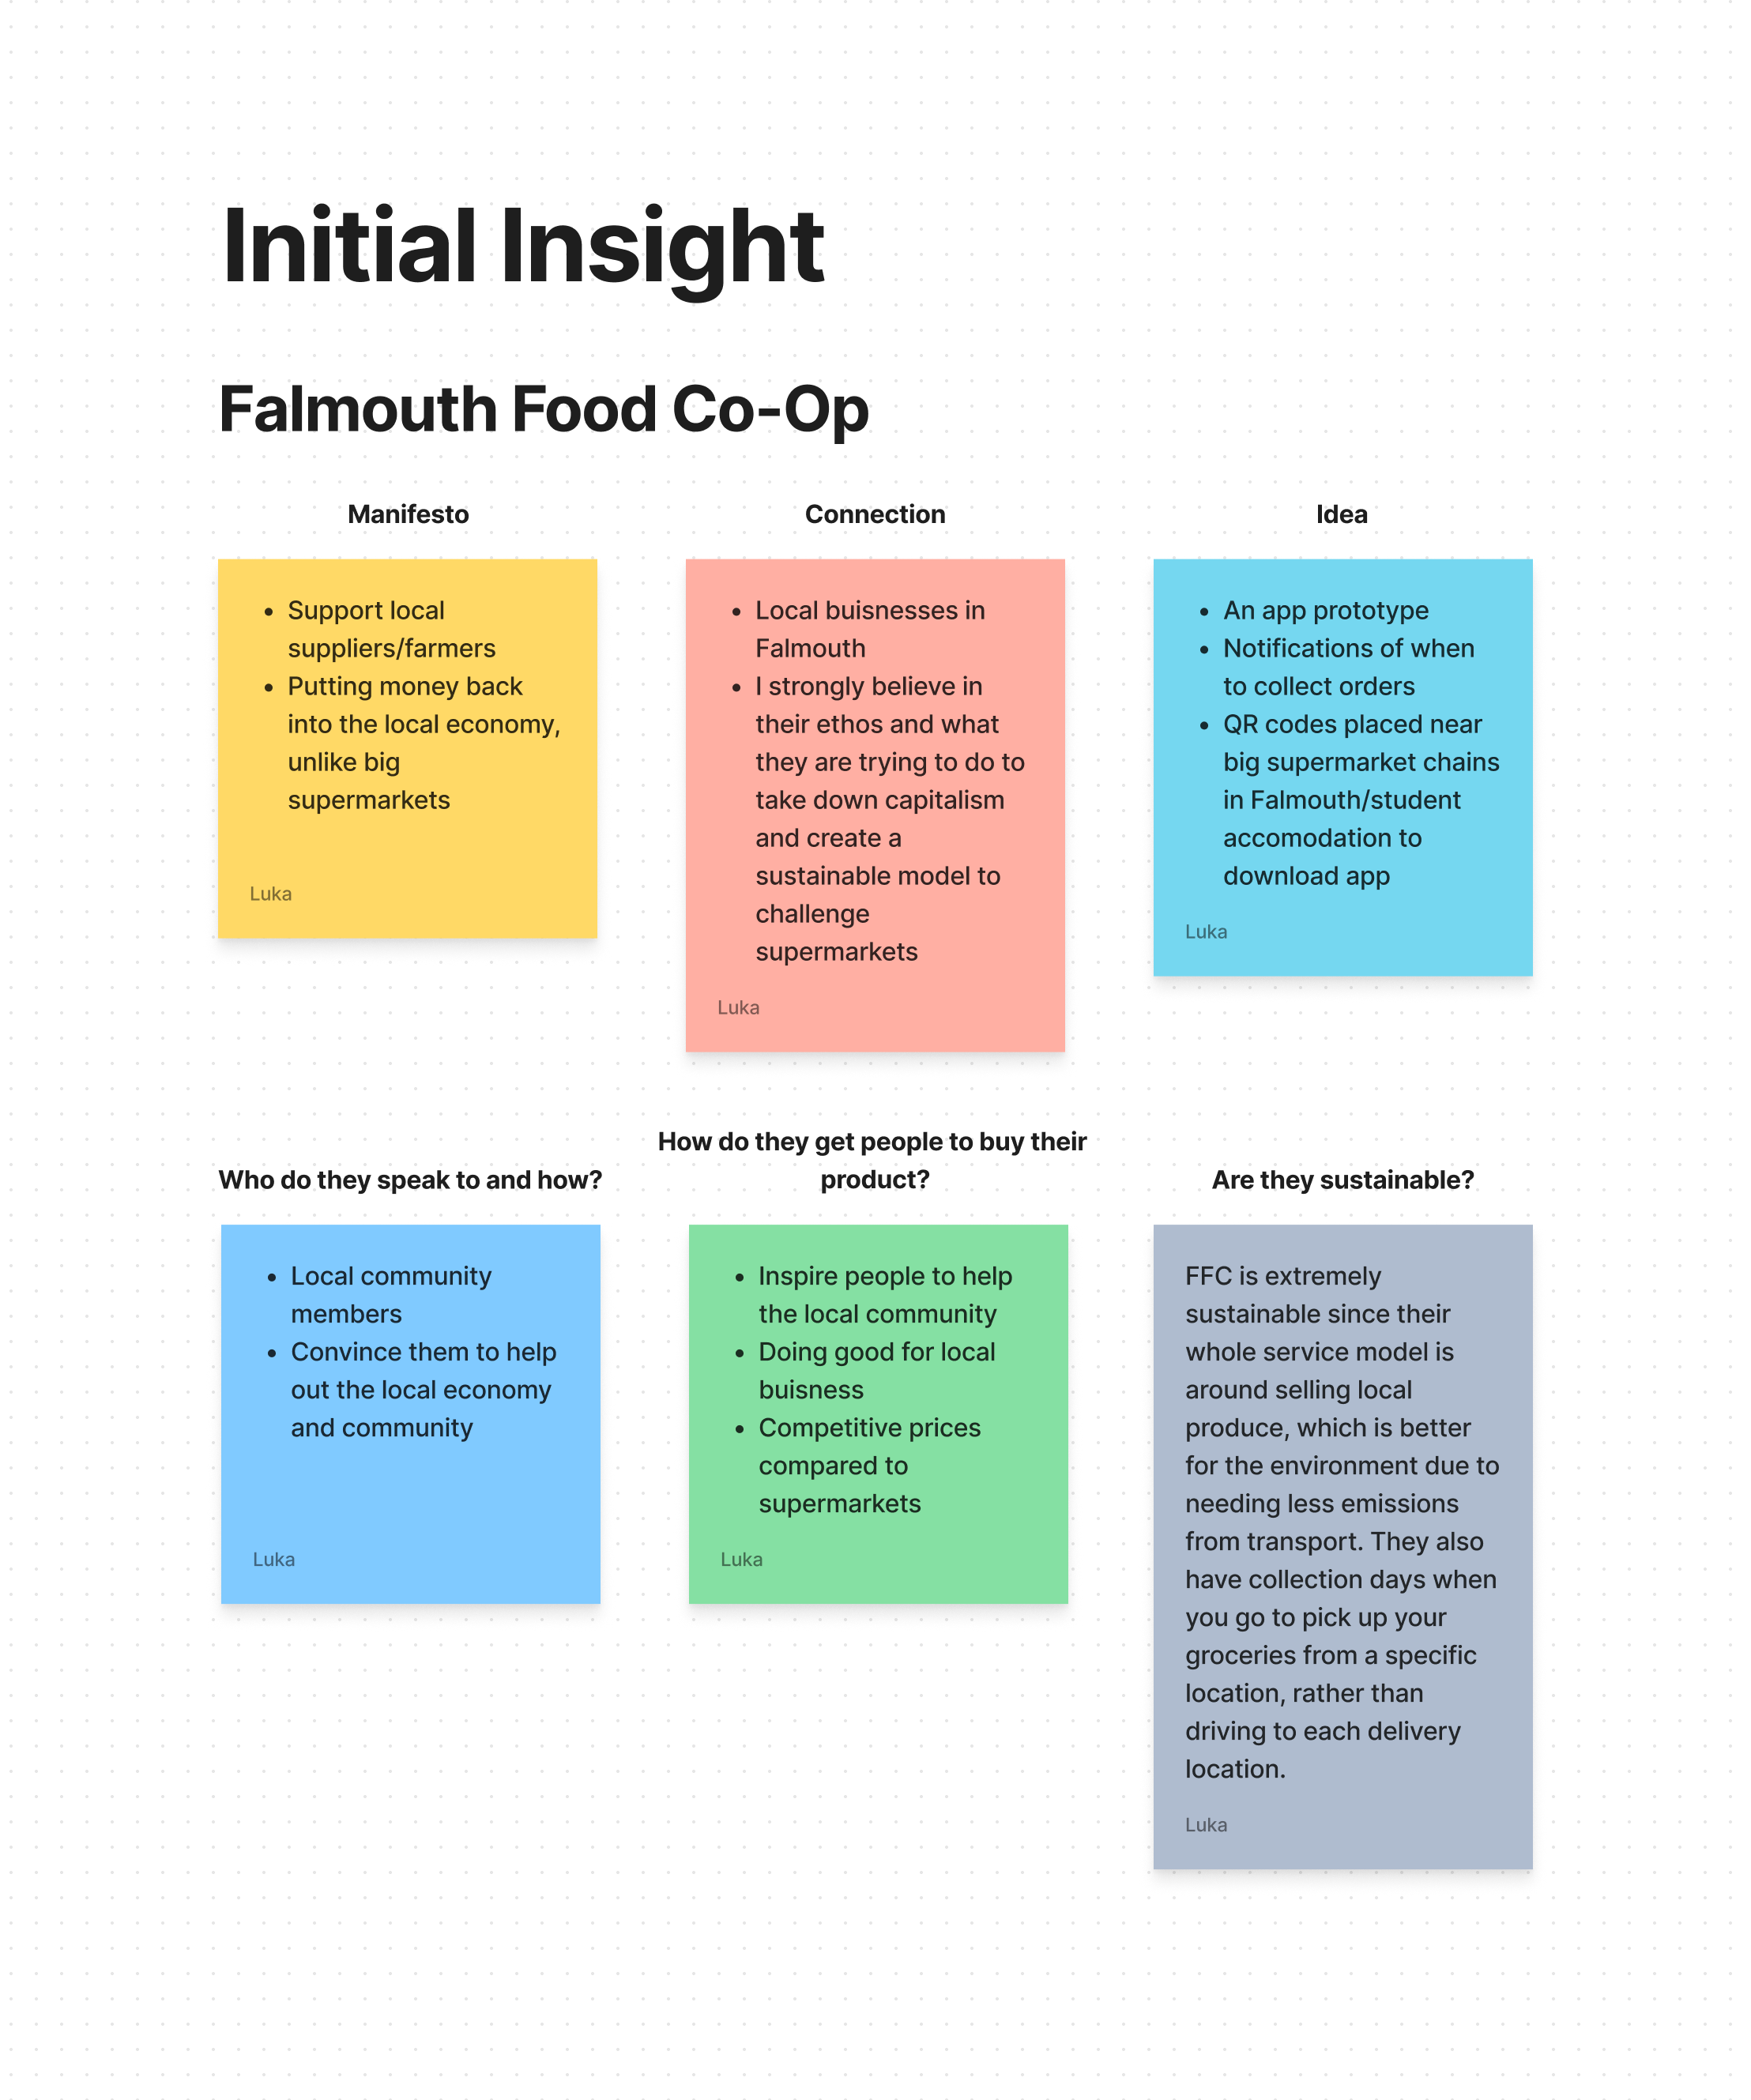 Initial Insight
Falmouth Food Co-Op
Manifesto
• Support local
suppliers/farmers
• Putting money back
into the local economy,
unlike big
supermarkets
Luka
Connection
• Local buisnesses in
Falmouth
• I strongly believe in
their ethos and what
they are trying to do to
take down capitalism
and create a
sustainable model to
challenge
supermarkets
Luka
Idea
• An app prototype
• Notifications of when
to collect orders
• QR codes placed near
big supermarket chains
in Falmouth/student
accomodation to
download app
Luka
Who do they speak to and how?
• Local community
members
• Convince them to help
out the local economy
and community
Luka
How do they get people to buy their
product?
• Inspire people to help
the local community
• Doing good for local
buisness
• Competitive prices
compared to
supermarkets
Luka
Are they sustainable?
FFC is extremely
sustainable since their
whole service model is
around selling local
produce, which is better
for the environment due to
needing less emissions
from transport. They also
have collection days when
you go to pick up your
groceries from a specific
location, rather than
driving to each delivery
location.
Luka